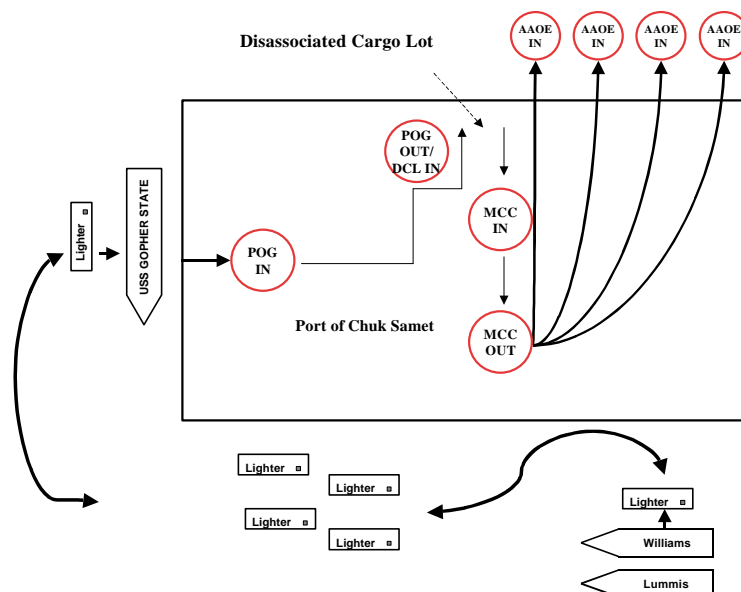 AAOE
IN
AAOE
IN
AAOE
IN
AAOE
IN
Disassociated Cargo Lot
POG
OUT/
DCL IN
USS GOPHER STATE
Lighter
MCC
IN
POG
IN
Port of Chuk Samet
MCC
OUT
Lighter
Lighter
Lighter
Lighter
Lighter
Williams
Lummis